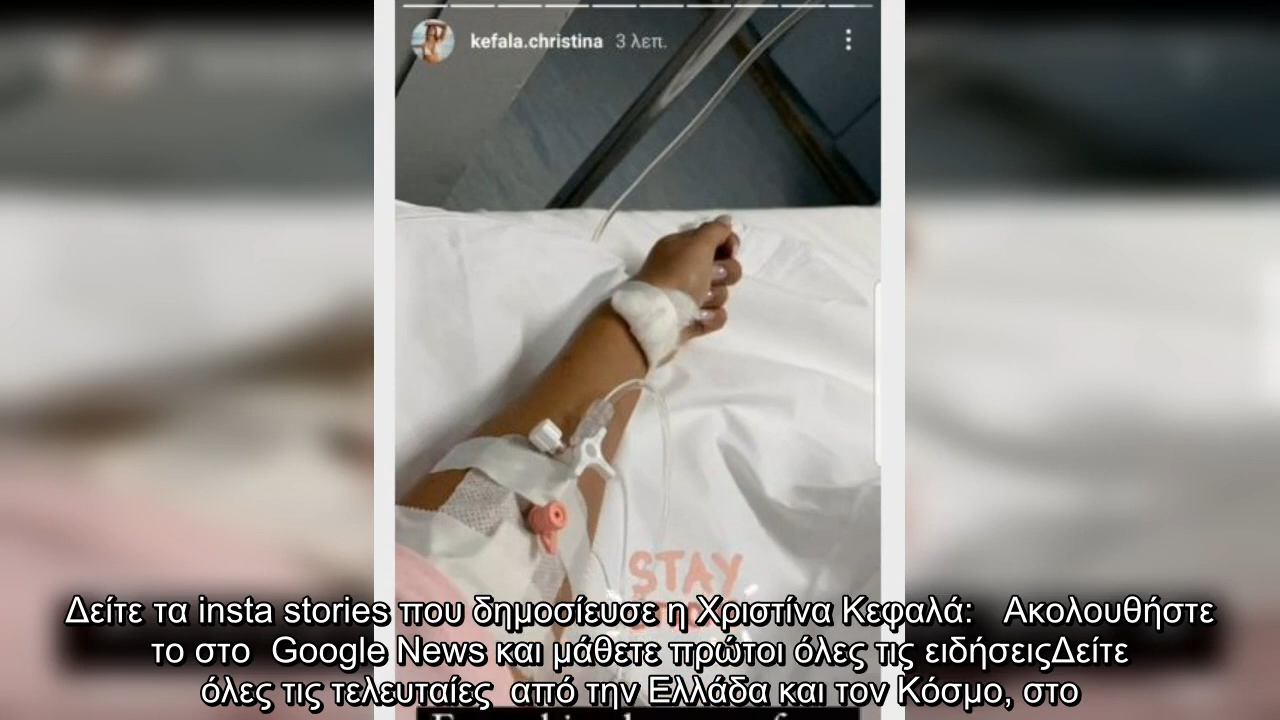 kefala.christina 3 λεπ.
STAY
Δείτε τα insta stories που δημοσίευσε η Χριστίνα Κεφαλά: Ακολουθήστε
το στο Google News και μάθετε πρώτοι όλες τις ειδήσειςΔείτε
όλες τις τελευταίες από την Ελλάδα και τον Κόσμο, στο